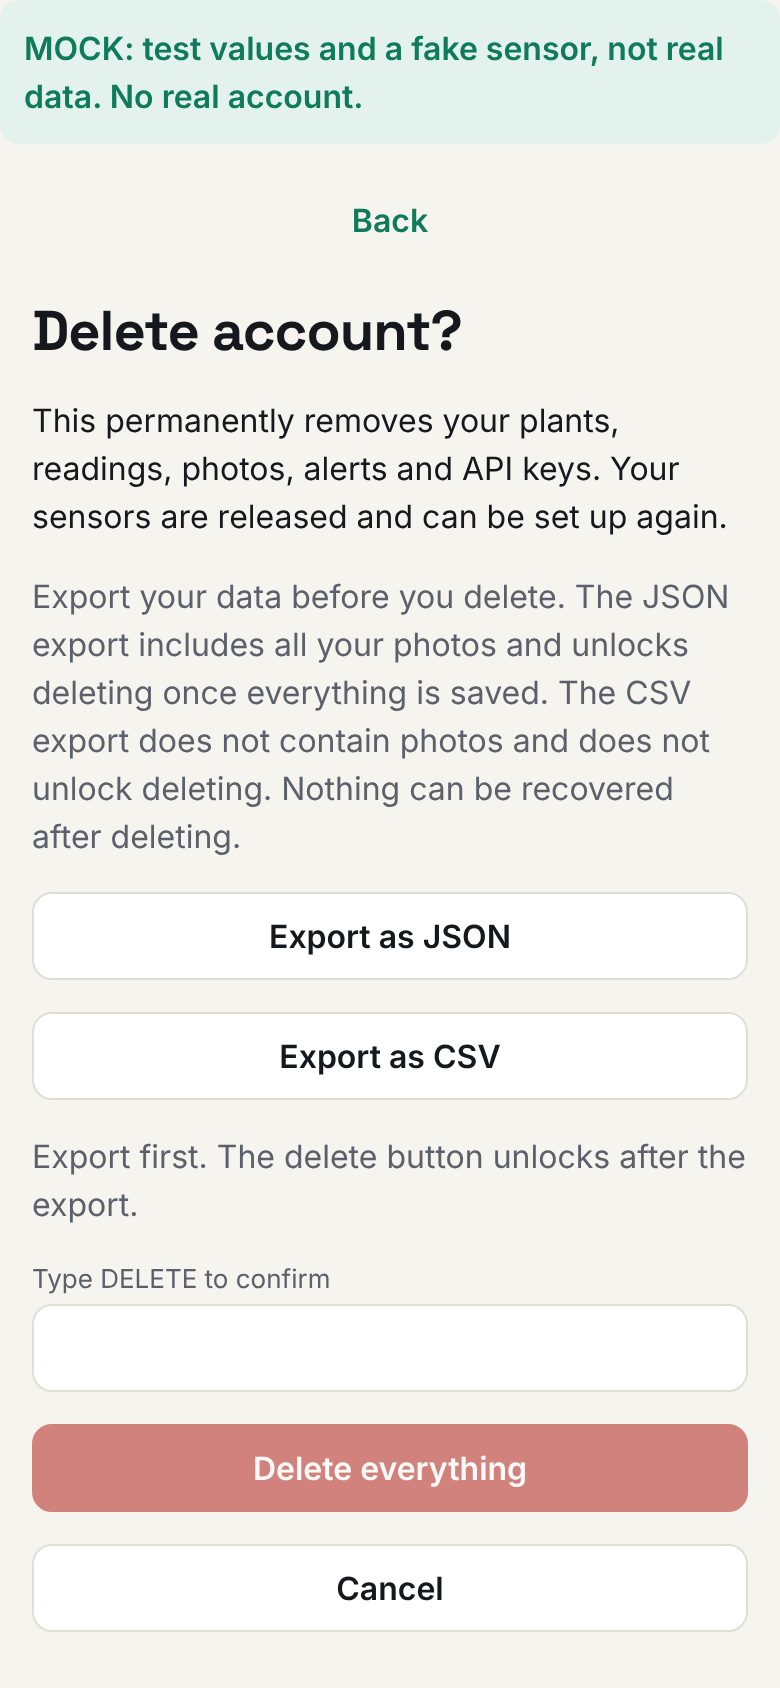 MOCK: test values and a fake sensor, not real
data. No real account.
Back
Delete account?
This permanently removes your plants,
readings, photos, alerts and API keys. Your
sensors are released and can be set up again.
Export your data before you delete. The JSON
export includes all your photos and unlocks
deleting once everything is saved. The CSV
export does not contain photos and does not
unlock deleting. Nothing can be recovered
after deleting.
Export as JSON
Export as CSV
Export first. The delete button unlocks after the
export.
Type DELETE to confirm
Delete everything
Cancel